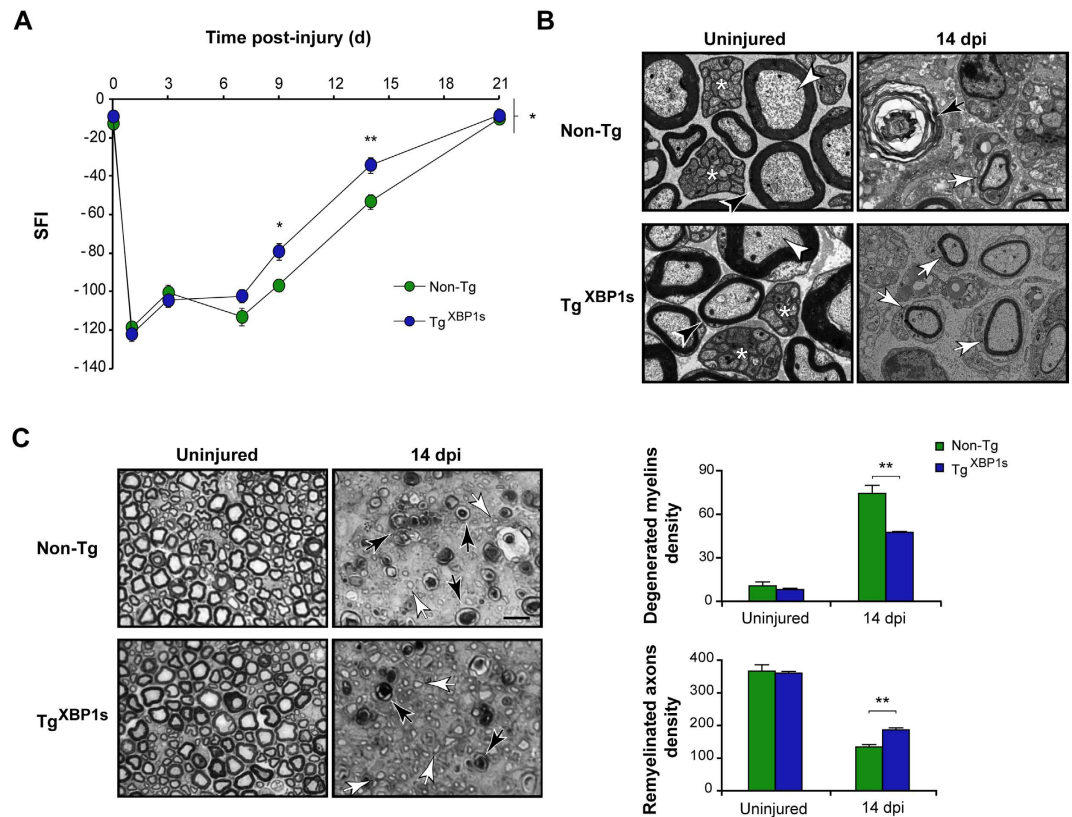 A
Time post-injury (d)
0 3 6 9 12 15 18 21
0
-20
-40
-60
-80
-100
-120
-140
SFI
*
**
*
Non-Tg
Tg XBP1s
B
Uninjured 14 dpi
Non-Tg
*
*
Tg XBP1s
*
*
C
Uninjured 14 dpi
Non-Tg
Tg XBP1s
Non-Tg
Tg XBP1s
Degenerated myelins
density
90
60
30
0
**
Uninjured 14 dpi
Remyelinated axons
density
400
300
200
100
0
**
Uninjured 14 dpi